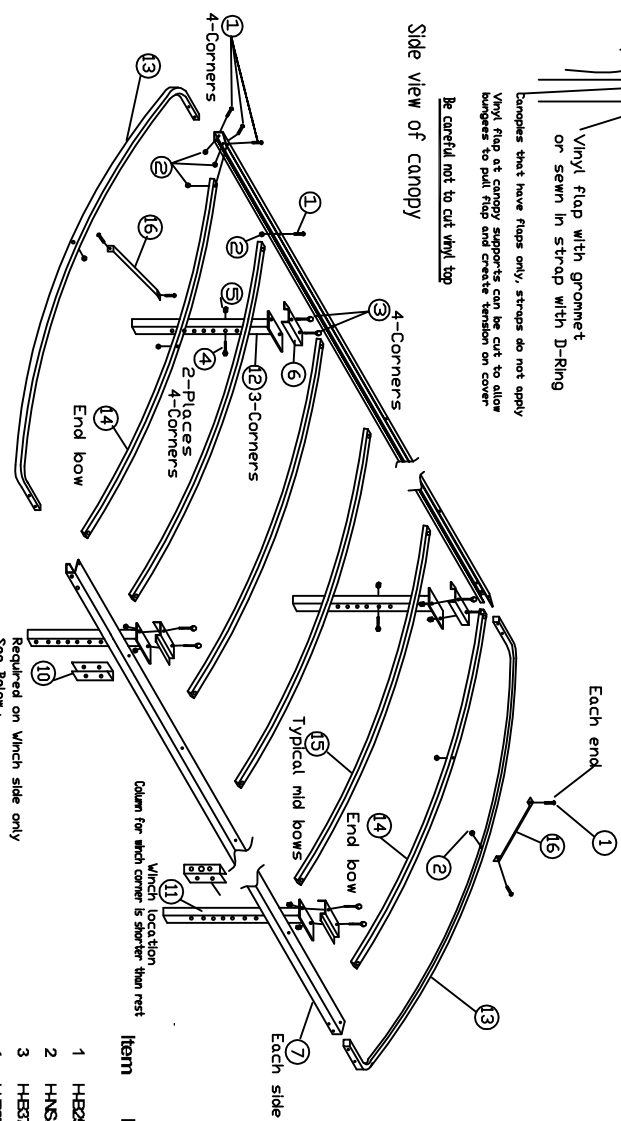 Vinyl flap with grommet
or sewn in strap with D-Ring
Canopies that have flaps only, straps do not apply
Vinyl flap at canopy supports can be cut to allow
bungees to pull flap and create tension on cover
Be careful not to cut vinyl top
Side view of canopy
Each end
1
16
2
13
1
4-Corners
2
1
2
3
4-Corners
6
5
4
12 3-Corners
2-Places
4-Corners
14
End bow
13
16
15
Typical mid bows
14
End bow
7
Each side
11
Winch location
Column for winch corner is shorter than rest
10
Required on Winch side only
See Below
Item
1 H-B25
2 H-NS
3 H-B37